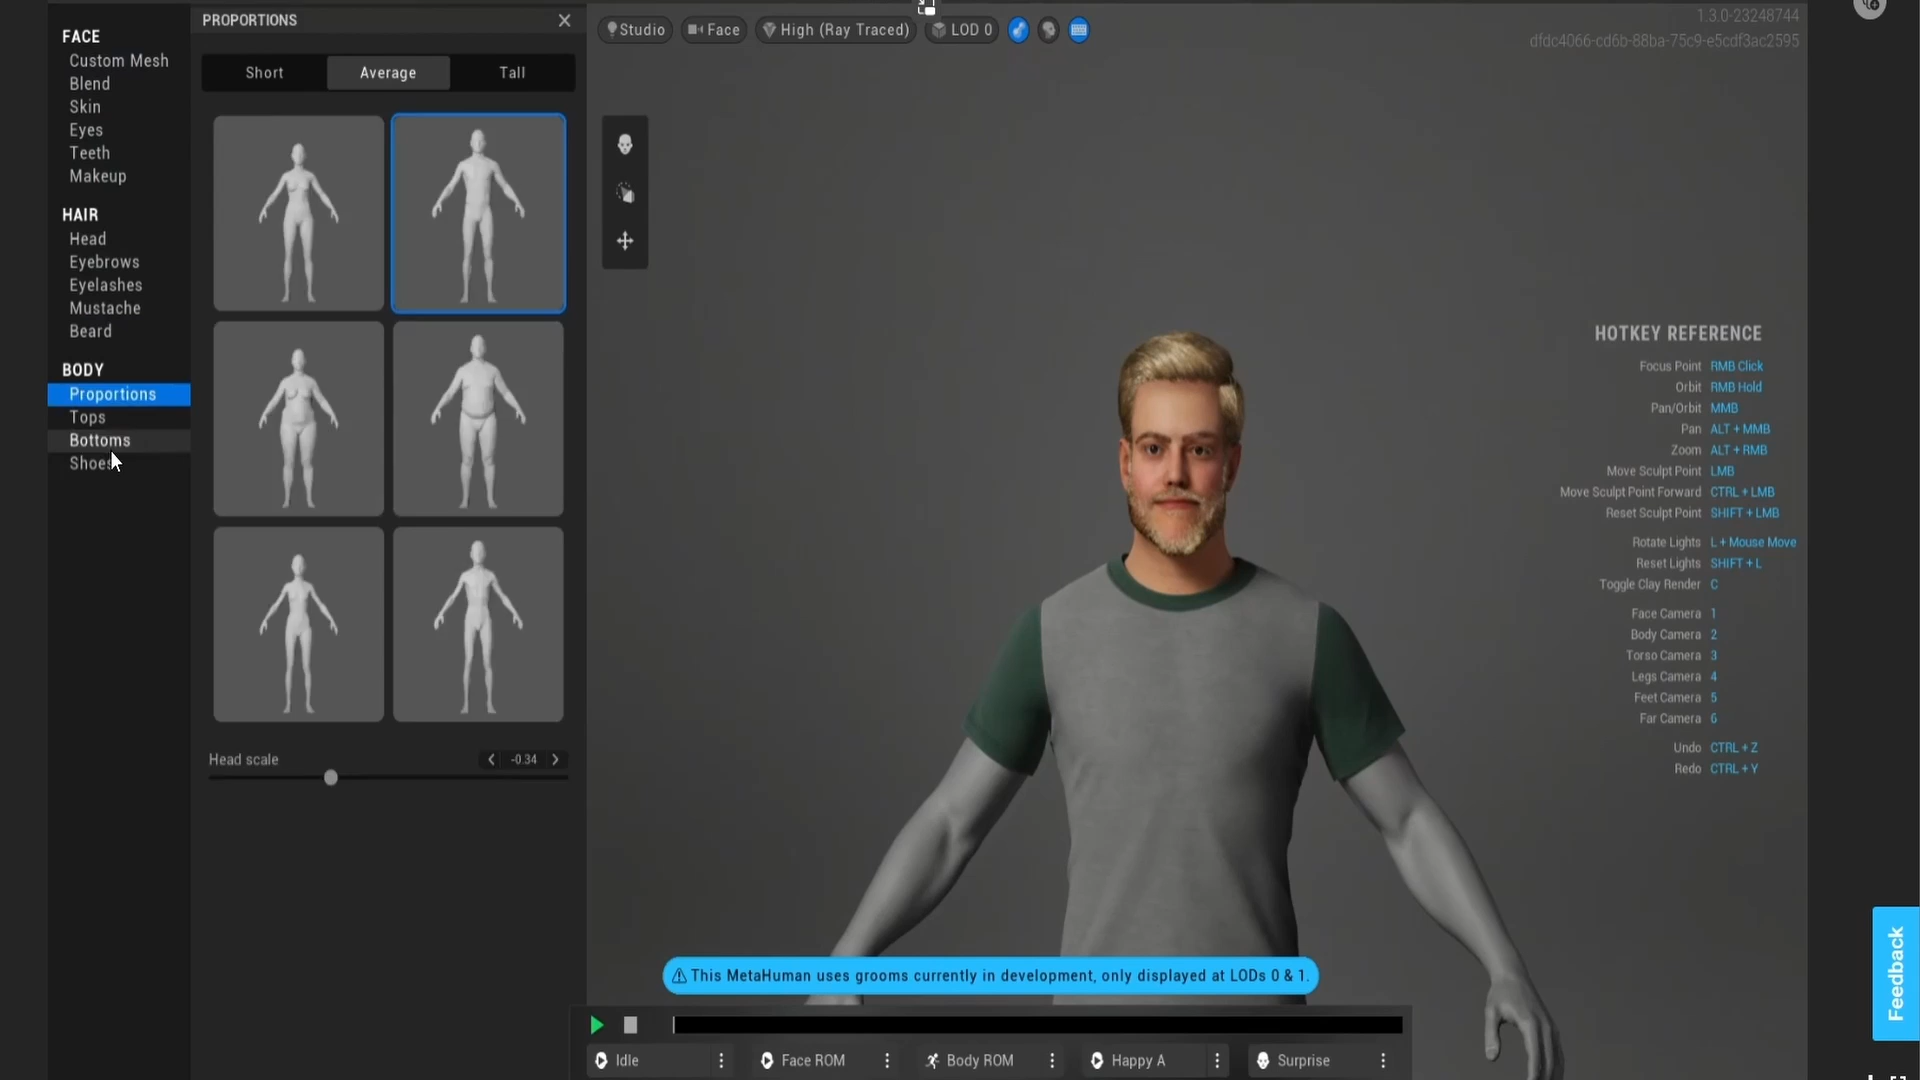 FACE
Custom Mesh
Blend
Skin
Eyes
Teeth
Makeup
HAIR
Head
Eyebrows
Eyelashes
Mustache
Beard
BODY
Proportions
Tops
Bottoms
Shoes
PROPORTIONS
Short Average Tall
Head scale -0.34
Studio Face High (Ray Traced) LOD 0
1.3.0-23248744
dfdc4066-cd6b-88ba-75c9-e5cdf3ac2595
HOTKEY REFERENCE
Focus Point RMB Click
Orbit RMB Hold
Pan/Orbit MMB
Pan ALT + MMB
Zoom ALT + RMB
Move Sculpt Point LMB
Move Sculpt Point Forward CTRL + LMB
Reset Sculpt Point SHIFT + LMB
Rotate Lights L + Mouse Move
Reset Lights SHIFT + L
Toggle Clay Render C
Face Camera 1
Body Camera 2
Torso Camera 3
Legs Camera 4
Feet Camera 5
Far Camera 6
Undo CTRL + Z
Redo CTRL + Y
This MetaHuman uses grooms currently in development, only displayed at LODs 0 & 1.
Idle Face ROM Body ROM Happy A Surprise
Feedback